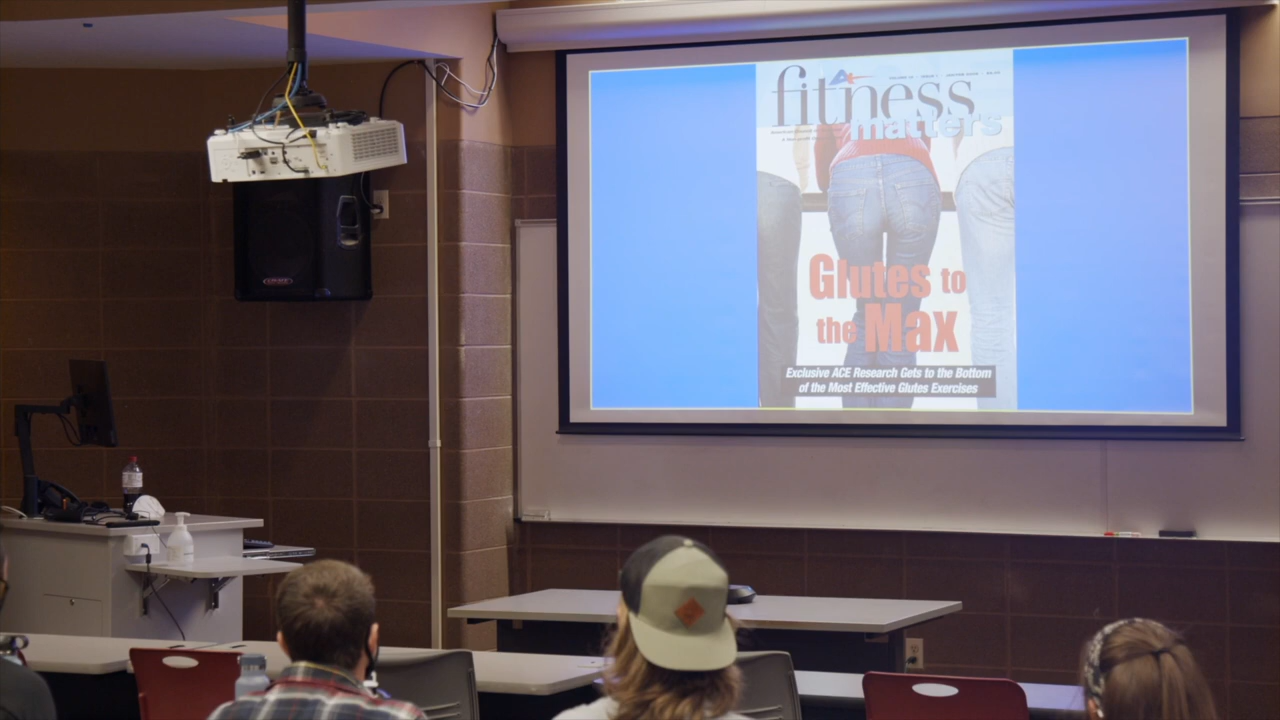 fitness
matters
Glutes to
the Max
Exclusive ACE Research Gets to the Bottom
of the Most Effective Glutes Exercises